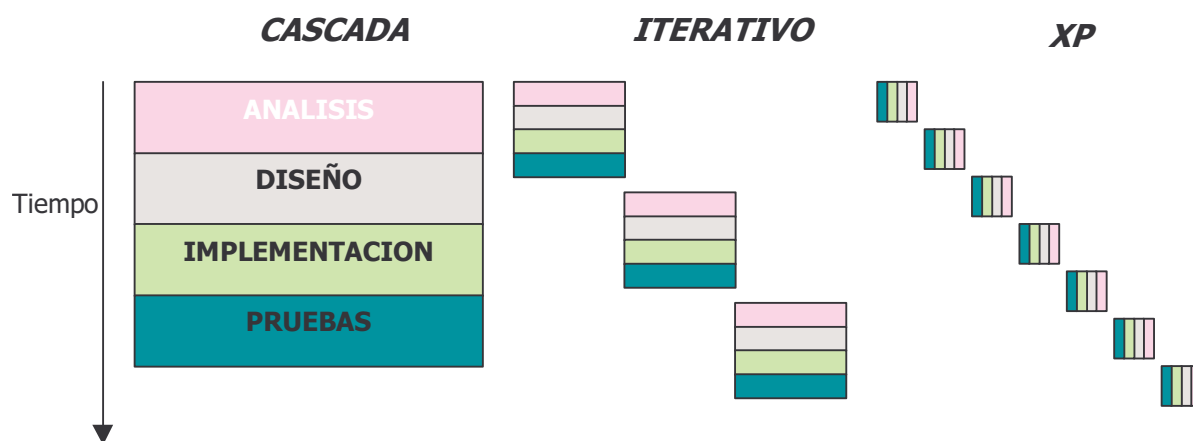 CASCADA
ITERATIVO
XP
ANALISIS
DISEÑO
Tiempo
IMPLEMENTACION
PRUEBAS